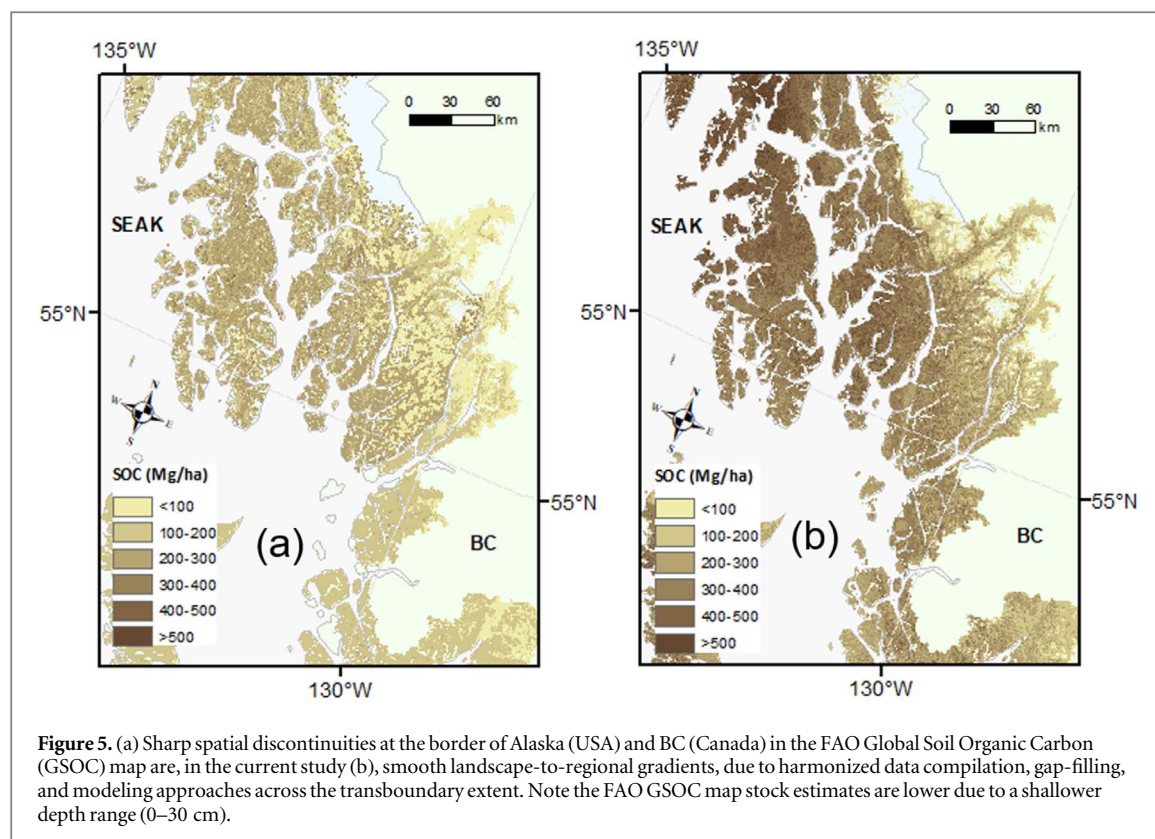 135°W
0 30 60
km
SEAK
55°N
N
W
E
S
SOC (Mg/ha)
<100
100-200
200-300
300-400
400-500
>500
(a)
BC
55°N
130°W
135°W
0 30 60
km
SEAK
55°N
N
W
E
S
SOC (Mg/ha)
<100
100-200
200-300
300-400
400-500
>500
(b)
BC
55°N
130°W
Figure 5. (a) Sharp spatial discontinuities at the border of Alaska (USA) and BC (Canada) in the FAO Global Soil Organic Carbon
(GSOC) map are, in the current study (b), smooth landscape-to-regional gradients, due to harmonized data compilation, gap-filling,
and modeling approaches across the transboundary extent. Note the FAO GSOC map stock estimates are lower due to a shallower
depth range (0–30 cm).